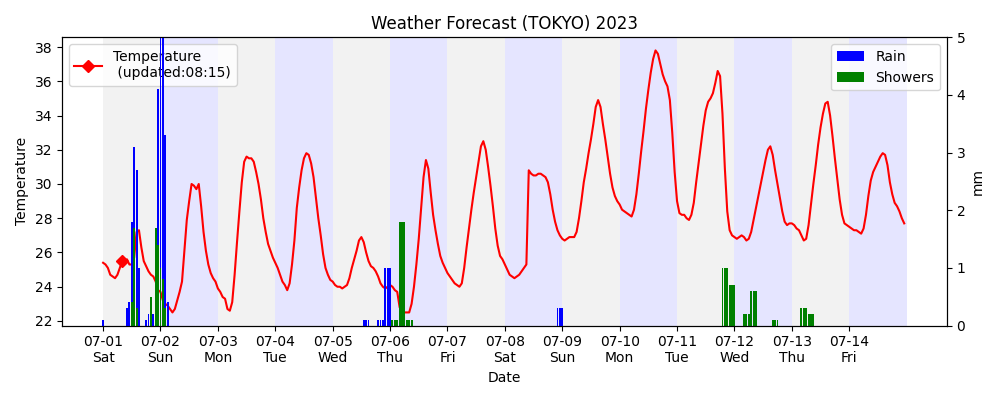 Weather Forecast (TOKYO) 2023
Temperature
(updated:08:15)
Rain
Showers
38
36
34
32
30
28
26
24
22
Temperature
5
4
3
2
1
0
mm
07-01 07-02 07-03 07-04 07-05 07-06 07-07 07-08 07-09 07-10 07-11 07-12 07-13 07-14
Sat Sun Mon Tue Wed Thu Fri Sat Sun Mon Tue Wed Thu Fri
Date